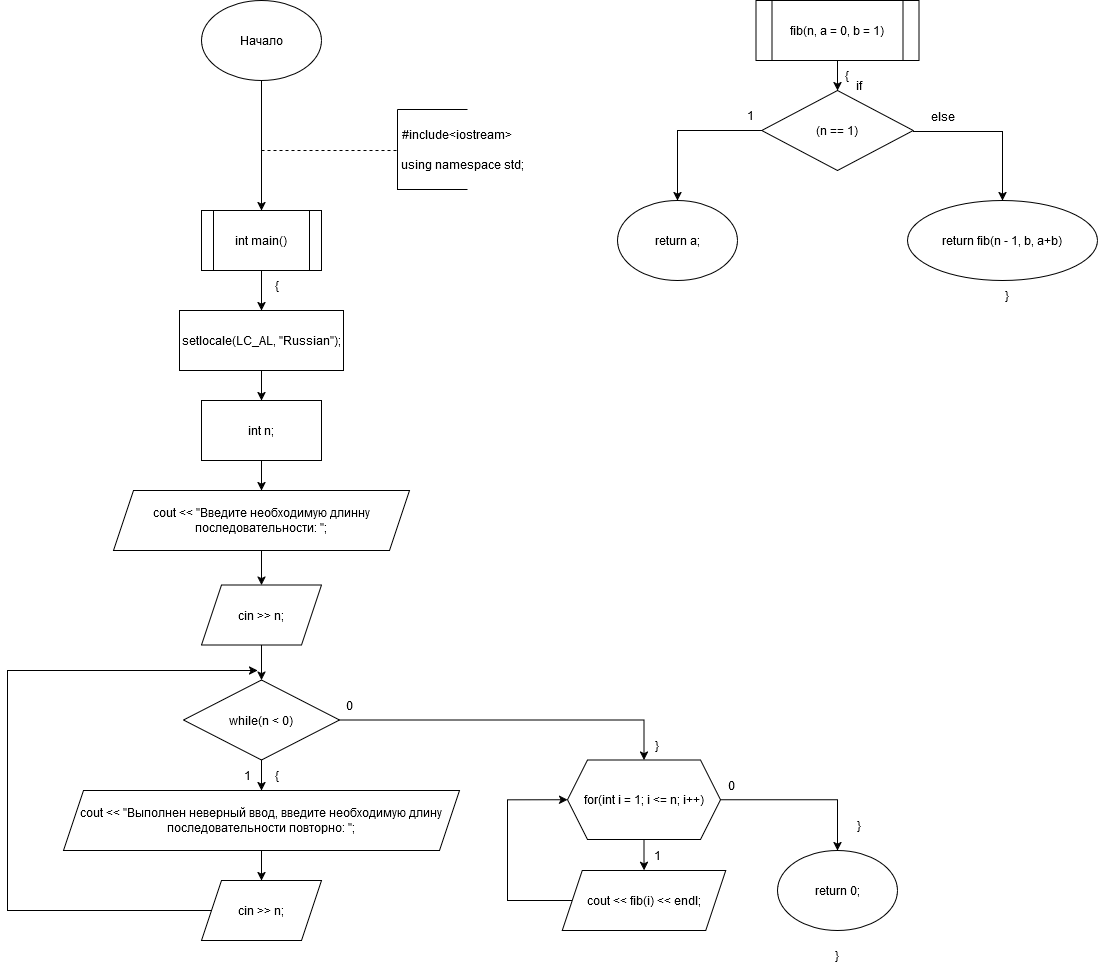 Начало
#include<iostream>
using namespace std;
int main()
{
setlocale(LC_AL, "Russian");
int n;
cout << "Введите необходимую длинну
последовательности: ";
cin >> n;
while(n < 0)
0
1
{
cout << "Выполнен неверный ввод, введите необходимую длину
последовательности повторно: ";
cin >> n;
}
for(int i = 1; i <= n; i++)
0
1
cout << fib(i) << endl;
}
return 0;
}
fib(n, a = 0, b = 1)
{
if
(n == 1)
1
else
return a;
return fib(n - 1, b, a+b)
}